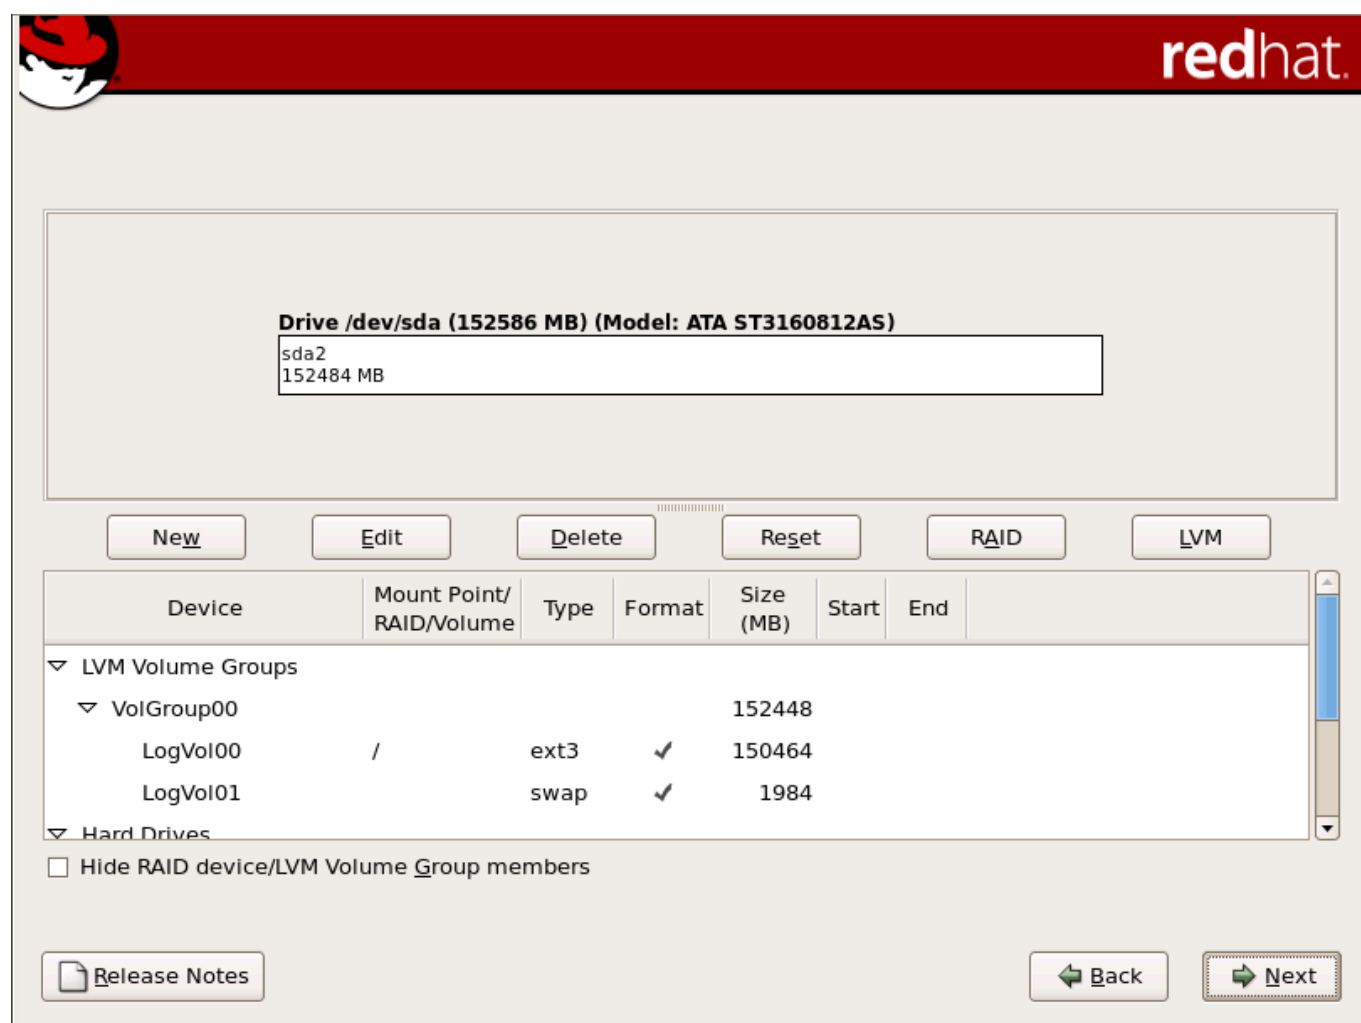 redhat.
Drive /dev/sda (152586 MB) (Model: ATA ST3160812AS)
sda2
152484 MB
New Edit Delete Reset RAID LVM
Device Mount Point/ RAID/Volume Type Format Size (MB) Start End
LVM Volume Groups
VolGroup00 152448
LogVol00 / ext3 150464
LogVol01 swap 1984
Hard Drives
Hide RAID device/LVM Volume Group members
Release Notes Back Next